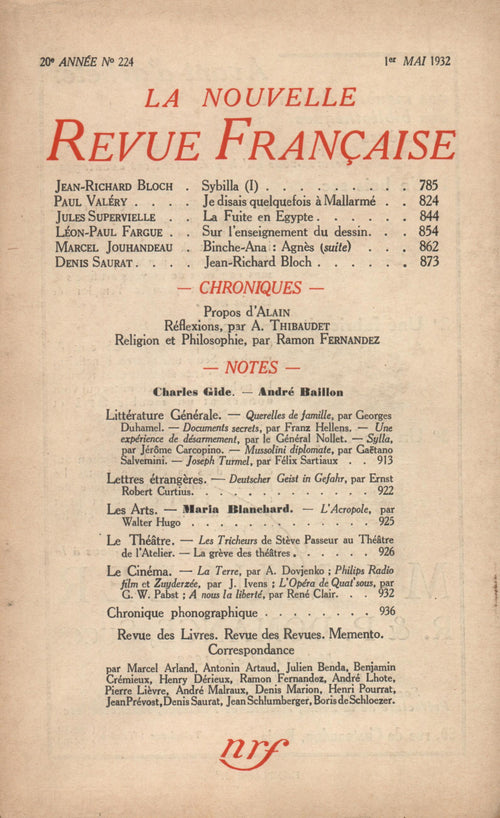 20e ANNÉE No 224 1er MAI 1932
LA NOUVELLE
REVUE FRANÇAISE
JEAN-RICHARD BLOCH . Sybilla (I) . . . . . . . . . 785
PAUL VALÉRY . . . . Je disais quelquefois à Mallarmé . . 824
JULES SUPERVIELLE . . La Fuite en Egypte . . . . . . 844
LÉON-PAUL FARGUE . . Sur l'enseignement du dessin. . . 854
MARCEL JOUHANDEAU . Binche-Ana : Agnès (suite) . . . 862
DENIS SAURAT . . . . Jean-Richard Bloch . . . . . . 873
— CHRONIQUES —
Propos d'ALAIN
Réflexions, par A. THIBAUDET
Religion et Philosophie, par Ramon FERNANDEZ
— NOTES —
Charles Gide. — André Baillon
Littérature Générale. — Querelles de famille, par Georges
Duhamel. — Documents secrets, par Franz Hellens. — Une
expérience de désarmement, par le Général Nollet. — Sylla,
par Jérôme Carcopino. — Mussolini diplomate, par Gaëtano
Salvemini. — Joseph Turmel, par Félix Sartiaux . . 913
Lettres étrangères. — Deutscher Geist in Gefahr, par Ernst
Robert Curtius. . . . . . . . . . . . 922
Les Arts. — Maria Blanchard. — L'Acropole, par
Walter Hugo . . . . . . . . . . . . 925
Le Théâtre. — Les Tricheurs de Stève Passeur au Théâtre
de l'Atelier. — La grève des théâtres . . . . . . 926
Le Cinéma. — La Terre, par A. Dovjenko ; Philips Radio
film et Zuyderzée, par J. Ivens ; L'Opéra de Quat'sous, par
G. W. Pabst ; A nous la liberté, par René Clair. . . 932
Chronique phonographique . . . . . . . . 936
Revue des Livres. Revue des Revues. Memento.
Correspondance
par Marcel Arland, Antonin Artaud, Julien Benda, Benjamin
Crémieux, Henry Dérieux, Ramon Fernandez, André Lhote,
Pierre Lièvre, André Malraux, Denis Marion, Henri Pourrat,
Jean Prévost, Denis Saurat, Jean Schlumberger, Boris de Schlœzer.
nrf